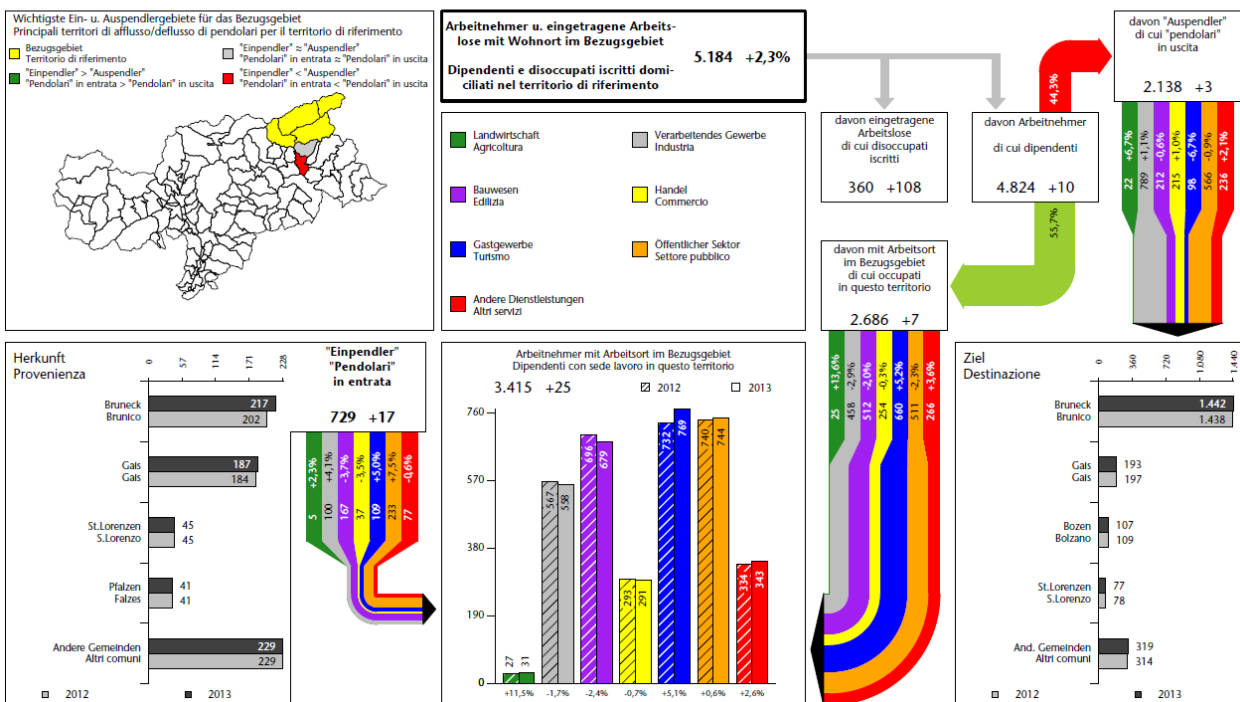 Wichtigste Ein- u. Auspendlergebiete für das Bezugsgebiet
Principali territori di afflusso/deflusso di pendolari per il territorio di riferimento
Bezugsgebiet
Territorio di riferimento
"Einpendler" ≈ "Auspendler"
"Pendolari" in entrata ≈ "Pendolari" in uscita
"Einpendler" > "Auspendler"
"Pendolari" in entrata > "Pendolari" in uscita
"Einpendler" < "Auspendler"
"Pendolari" in entrata < "Pendolari" in uscita
Arbeitnehmer u. eingetragene Arbeits-
lose mit Wohnort im Bezugsgebiet
5.184 +2,3%
Dipendenti e disoccupati iscritti domi-
ciliati nel territorio di riferimento
Landwirtschaft
Agricoltura
Verarbeitendes Gewerbe
Industria
Bauwesen
Edilizia
Handel
Commercio
Gastgewerbe
Turismo
Öffentlicher Sektor
Settore pubblico
Andere Dienstleistungen
Altri servizi
davon eingetragene
Arbeitslose
di cui disoccupati
iscritti
360 +108
davon Arbeitnehmer
di cui dipendenti
4.824 +10
44,3%
55,7%
davon "Auspendler"
di cui "pendolari"
in uscita
2.138 +3
22 +6,7%
789 +1,1%
212 -0,6%
215 +1,0%
98 -6,7%
566 -0,9%
236 +2,1%
davon mit Arbeitsort
im Bezugsgebiet
di cui occupati
in questo territorio
2.686 +7
25 +13,6%
458 -2,9%
512 -2,0%
254 -0,3%
660 +5,2%
511 -2,3%
266 +3,6%
Herkunft
Provenienza
0 57 114 171 228
Bruneck
Brunico
217
202
Gais
Gais
187
184
St.Lorenzen
S.Lorenzo
45
45
Pfalzen
Falzes
41
41
Andere Gemeinden
Altri comuni
229
229
2012 2013
"Einpendler"
"Pendolari"
in entrata
729 +17
5 +2,3%
100 +4,1%
167 -3,7%
37 -3,5%
109 +5,0%
233 +7,5%
77 -0,6%
Arbeitnehmer mit Arbeitsort im Bezugsgebiet
Dipendenti con sede lavoro in questo territorio
3.415 +25
2012 2013
760
570
380
190
0
27 31
567 558
696 679
293 291
732 769
740 744
334 343
+11,5% -1,7% -2,4% -0,7% +5,1% +0,6% +2,6%
Ziel
Destinazione
0 360 720 1.080 1.440
Bruneck
Brunico
1.442
1.438
Gais
Gais
193
197
Bozen
Bolzano
107
109
St.Lorenzen
S.Lorenzo
77
78
And. Gemeinden
Altri comuni
319
314
2012 2013